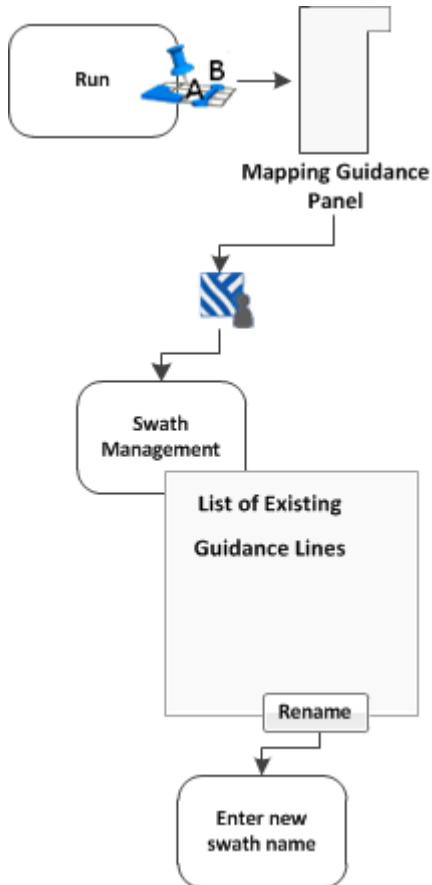 Run
A
B
Mapping Guidance
Panel
Swath
Management
List of Existing
Guidance Lines
Rename
Enter new
swath name